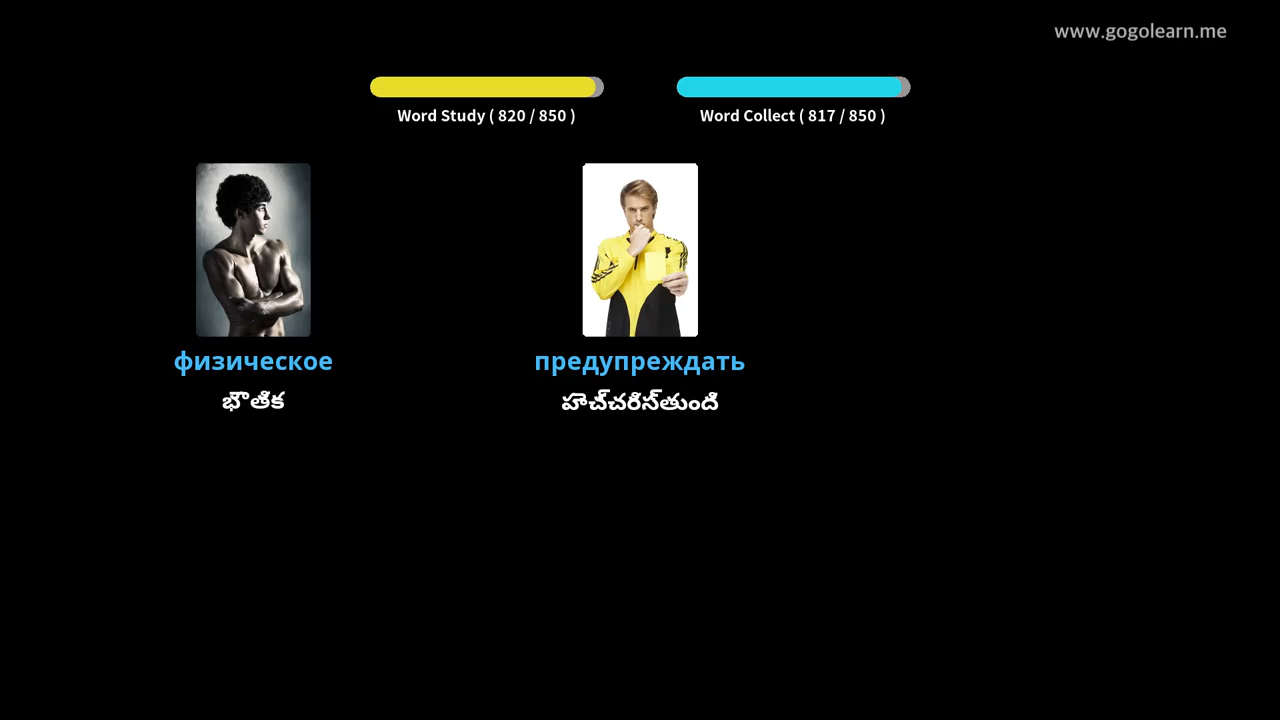 www.gogolearn.me
Word Study ( 820 / 850 )
Word Collect ( 817 / 850 )
физическое
предупреждать
భౌతిక
హెచ్చరిస్తుంది